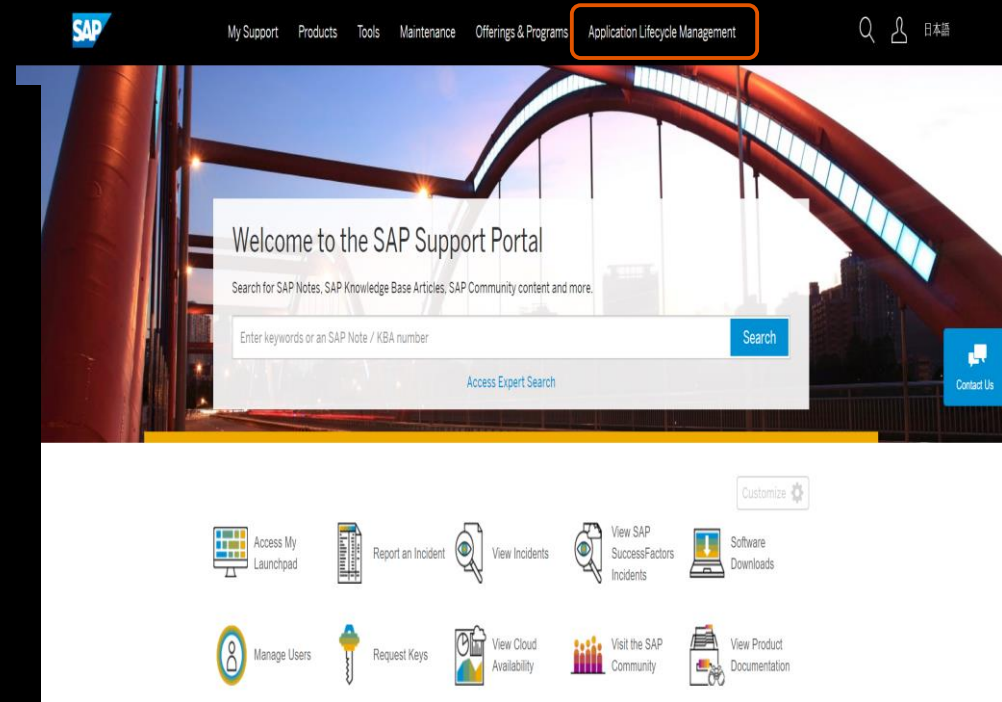 SAP
My Support Products Tools Maintenance Offerings & Programs Application Lifecycle Management 日本語
Welcome to the SAP Support Portal
Search for SAP Notes, SAP Knowledge Base Articles, SAP Community content and more.
Enter keywords or an SAP Note / KBA number
Search
Access Expert Search
Contact Us
Customize
Access My
Launchpad
Report an Incident
View Incidents
View SAP
SuccessFactors
Incidents
Software
Downloads
Manage Users
Request Keys
View Cloud
Availability
Visit the SAP
Community
View Product
Documentation